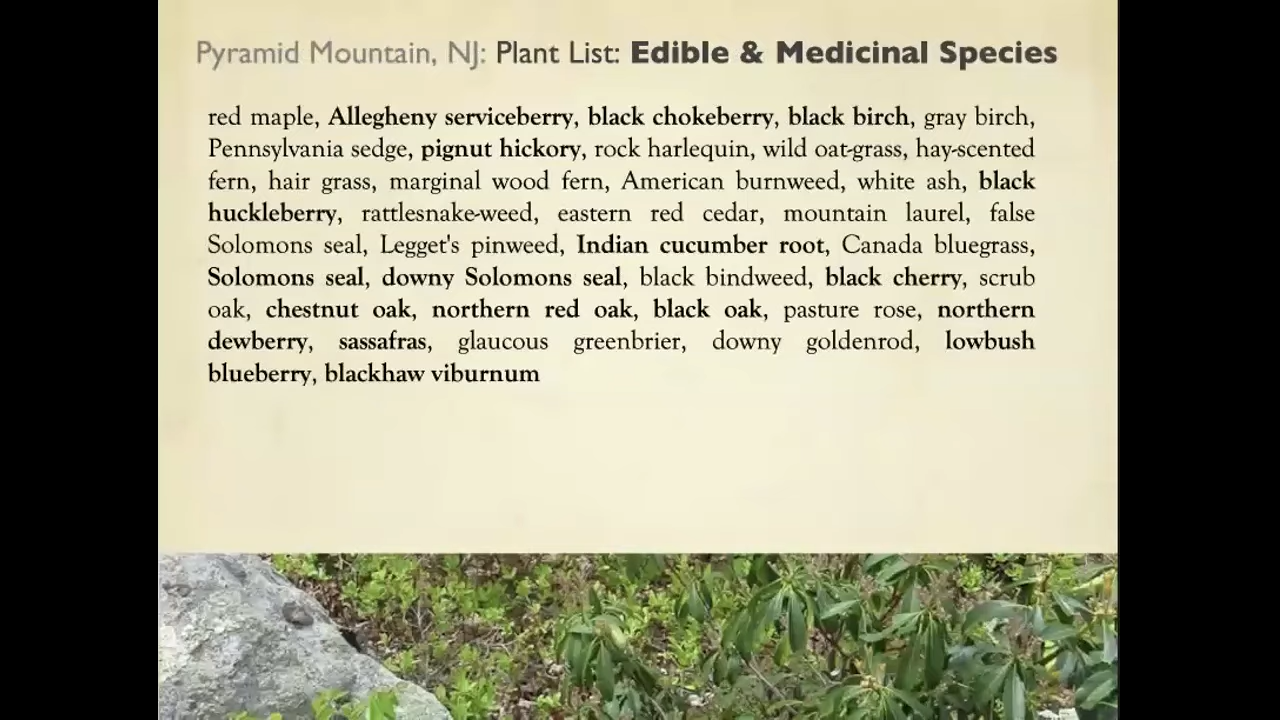 Pyramid Mountain, NJ: Plant List: Edible & Medicinal Species
red maple, Allegheny serviceberry, black chokeberry, black birch, gray birch,
Pennsylvania sedge, pignut hickory, rock harlequin, wild oat-grass, hay-scented
fern, hair grass, marginal wood fern, American burnweed, white ash, black
huckleberry, rattlesnake-weed, eastern red cedar, mountain laurel, false
Solomons seal, Legget's pinweed, Indian cucumber root, Canada bluegrass,
Solomons seal, downy Solomons seal, black bindweed, black cherry, scrub
oak, chestnut oak, northern red oak, black oak, pasture rose, northern
dewberry, sassafras, glaucous greenbrier, downy goldenrod, lowbush
blueberry, blackhaw viburnum